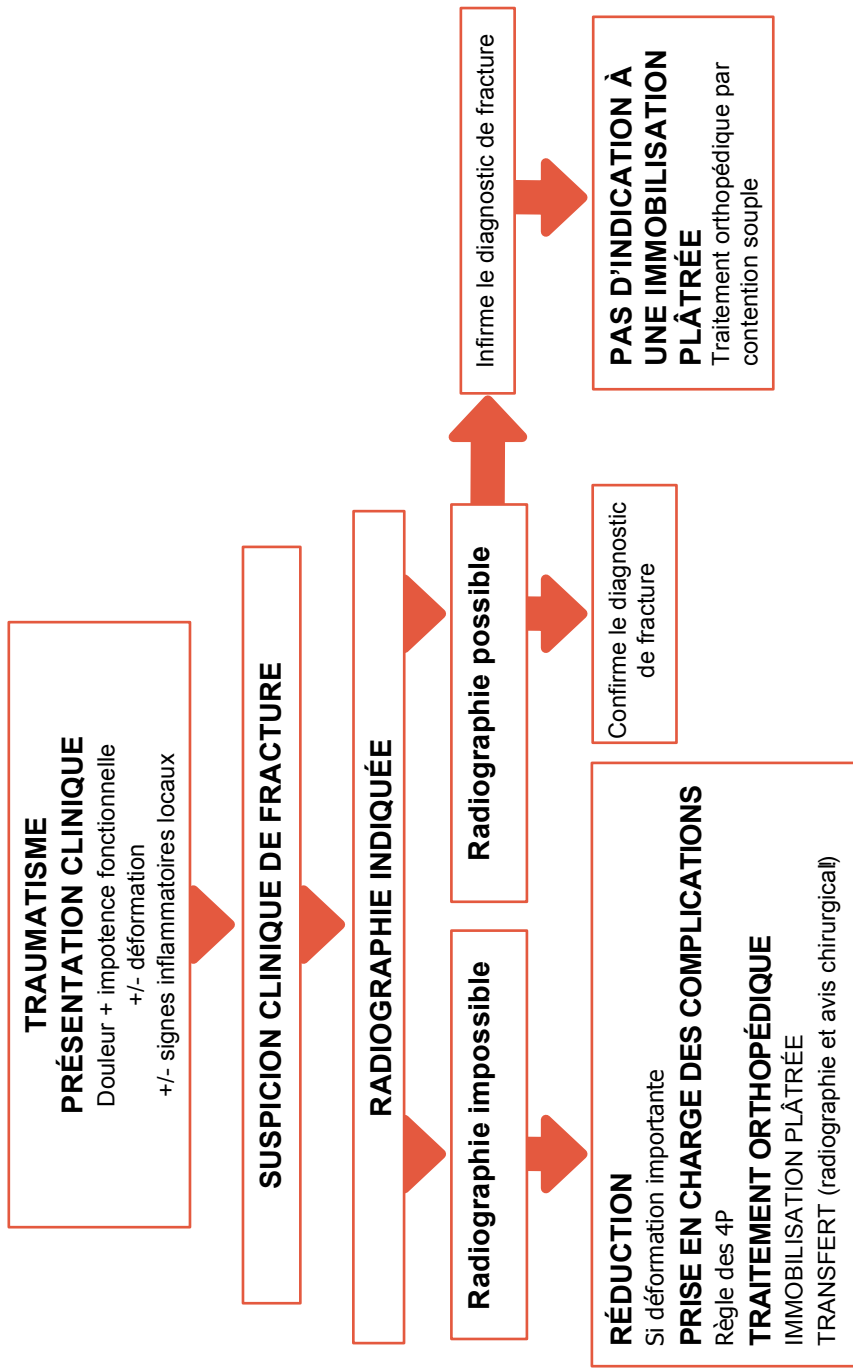 TRAUMATISME
PRÉSENTATION CLINIQUE
Douleur + impotence fonctionnelle
+/- déformation
+/- signes inflammatoires locaux
SUSPICION CLINIQUE DE FRACTURE
RADIOGRAPHIE INDIQUÉE
Radiographie impossible
Radiographie possible
Infirme le diagnostic de fracture
RÉDUCTION
Si déformation importante
PRISE EN CHARGE DES COMPLICATIONS
Règle des 4P
TRAITEMENT ORTHOPÉDIQUE
IMMOBILISATION PLÂTRÉE
TRANSFERT (radiographie et avis chirurgical!)
Confirme le diagnostic
de fracture
PAS D'INDICATION À
UNE IMMOBILISATION
PLÂTRÉE
Traitement orthopédique par
contention souple